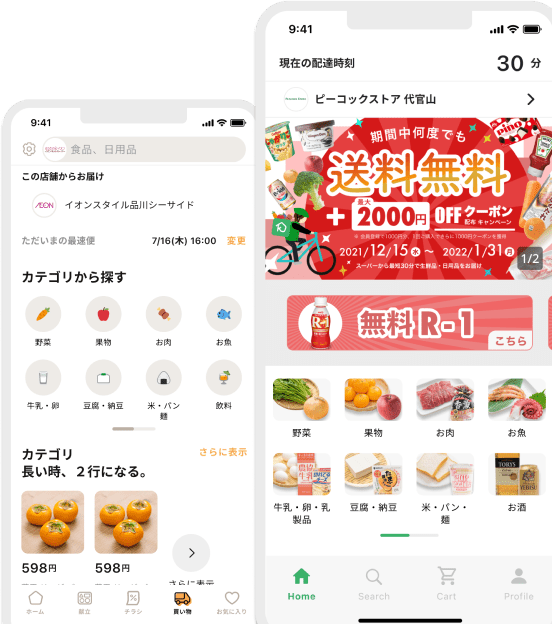 9:41
食品、日用品
この店舗からお届け
AEON
イオンスタイル品川シーサイド
ただいまの最速便
7/16(木) 16:00
変更
カテゴリから探す
野菜
果物
お肉
お魚
牛乳・卵
豆腐・納豆
米・パン
麺
飲料
カテゴリ
長い時、２行になる。
さらに表示
598円
598円
さらに表示
ホーム
献立
チラシ
買い物
お気に入り
9:41
現在の配達時刻
30 分
ピーコックストア 代官山
期間中何度でも
送料無料
+
最大
2000円
OFF
クーポン
配布 キャンペーン
2021/12/15水 〜 2022/1/31月
スーパーから最短30分で生鮮品・日用品をお届け
1/2
R-1
無料 R-1
こちら
野菜
果物
お肉
お魚
牛乳・卵・乳
製品
豆腐・納豆
米・パン・
麺
お酒
Home
Search
Cart
Profile